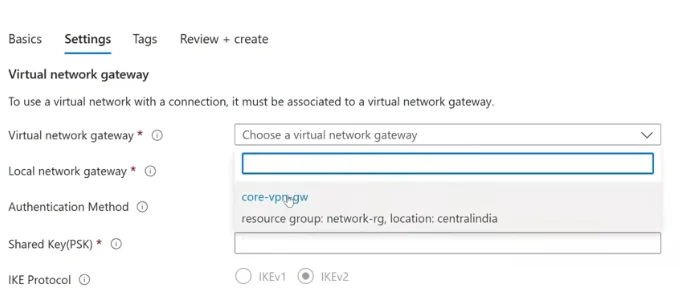 Basics Settings Tags Review + create
Virtual network gateway
To use a virtual network with a connection, it must be associated to a virtual network gateway.
Virtual network gateway * Choose a virtual network gateway
Local network gateway *
core-vpn-gw
Authentication Method
resource group: network-rg, location: centralindia
Shared Key(PSK) *
IKE Protocol IKEv1 IKEv2